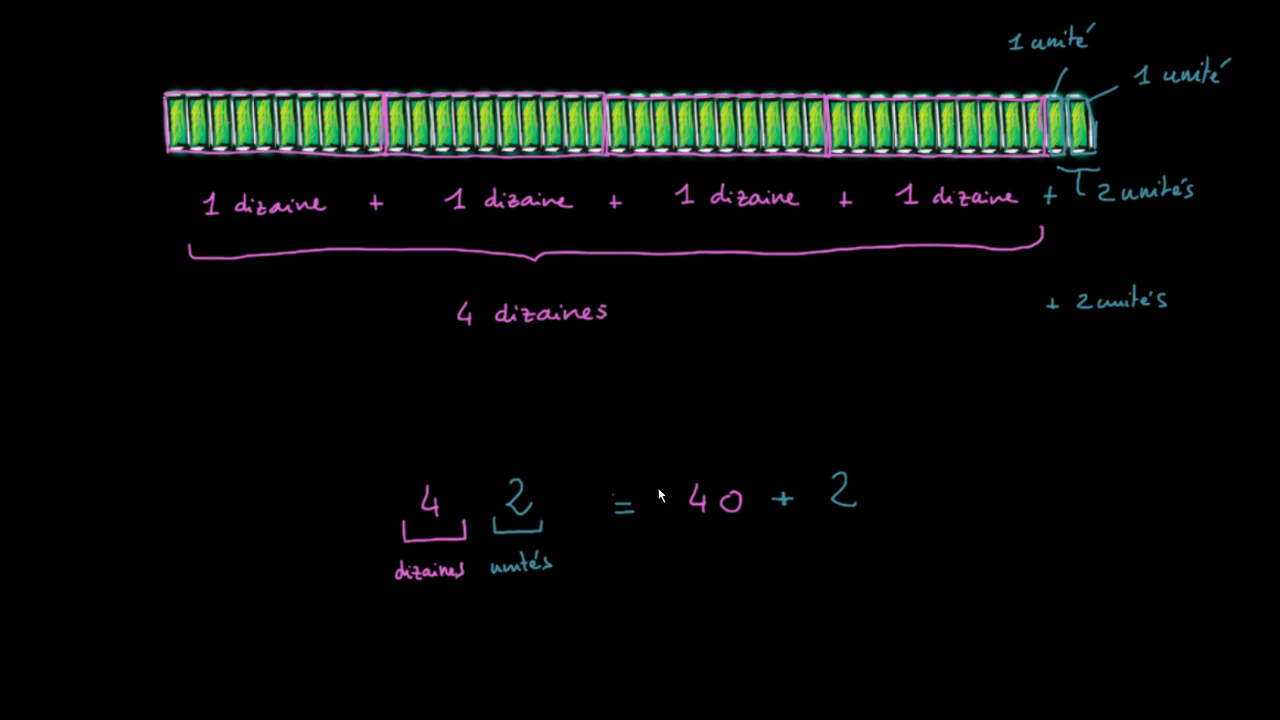 1 unité
1 unité
1 dizaine + 1 dizaine + 1 dizaine + 1 dizaine + 2 unités
4 dizaines + 2 unités
4 2 = 40 + 2
dizaines unités